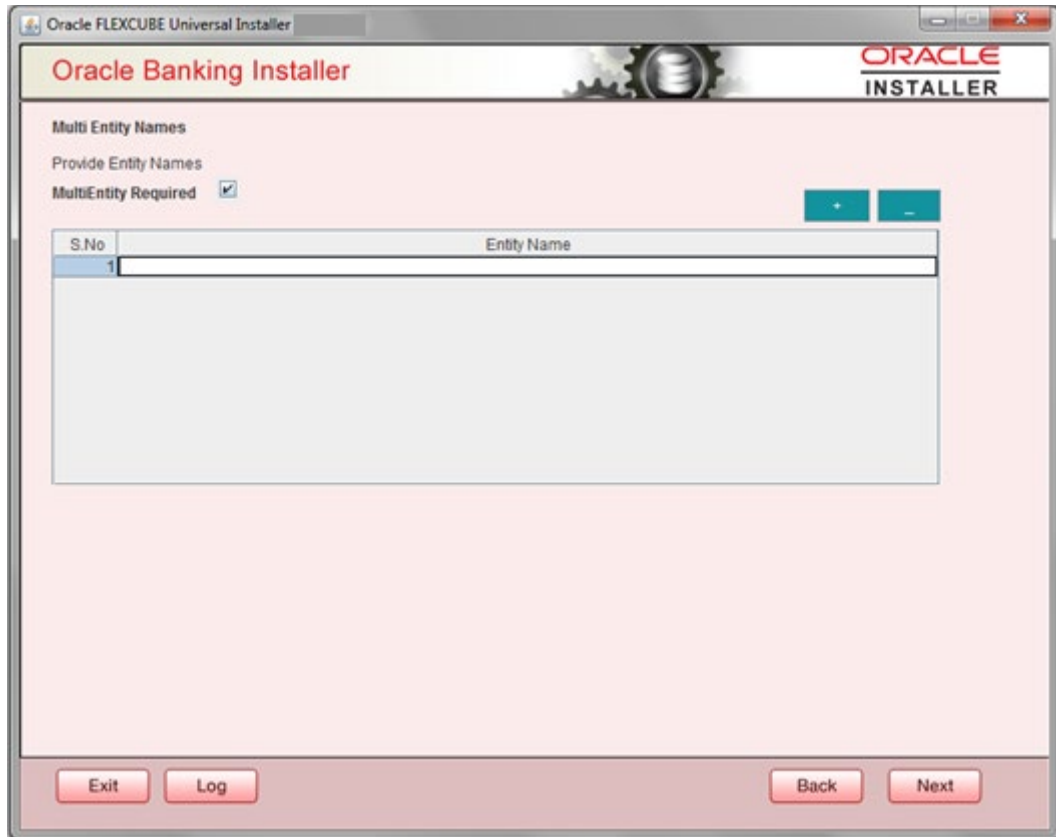 Oracle FLEXCUBE Universal Installer
Oracle Banking Installer
ORACLE
INSTALLER
Multi Entity Names
Provide Entity Names
MultiEntity Required
+ _
S.No Entity Name
1
Exit Log Back Next